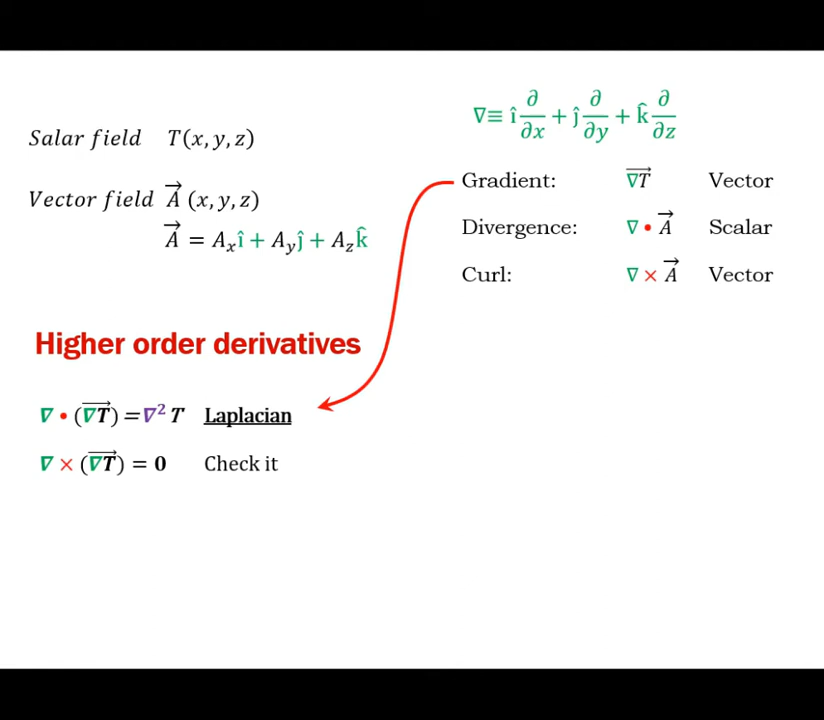 Salar field T(x, y, z)
Vector field A⃗ (x, y, z)
A⃗ = Aₓî + A_yĵ + A_zk̂
∇≡ î ∂/∂x + ĵ ∂/∂y + k̂ ∂/∂z
Gradient: ∇T⃗ Vector
Divergence: ∇ • A⃗ Scalar
Curl: ∇ × A⃗ Vector
Higher order derivatives
∇ • (∇T⃗) = ∇² T Laplacian
∇ × (∇T⃗) = 0 Check it